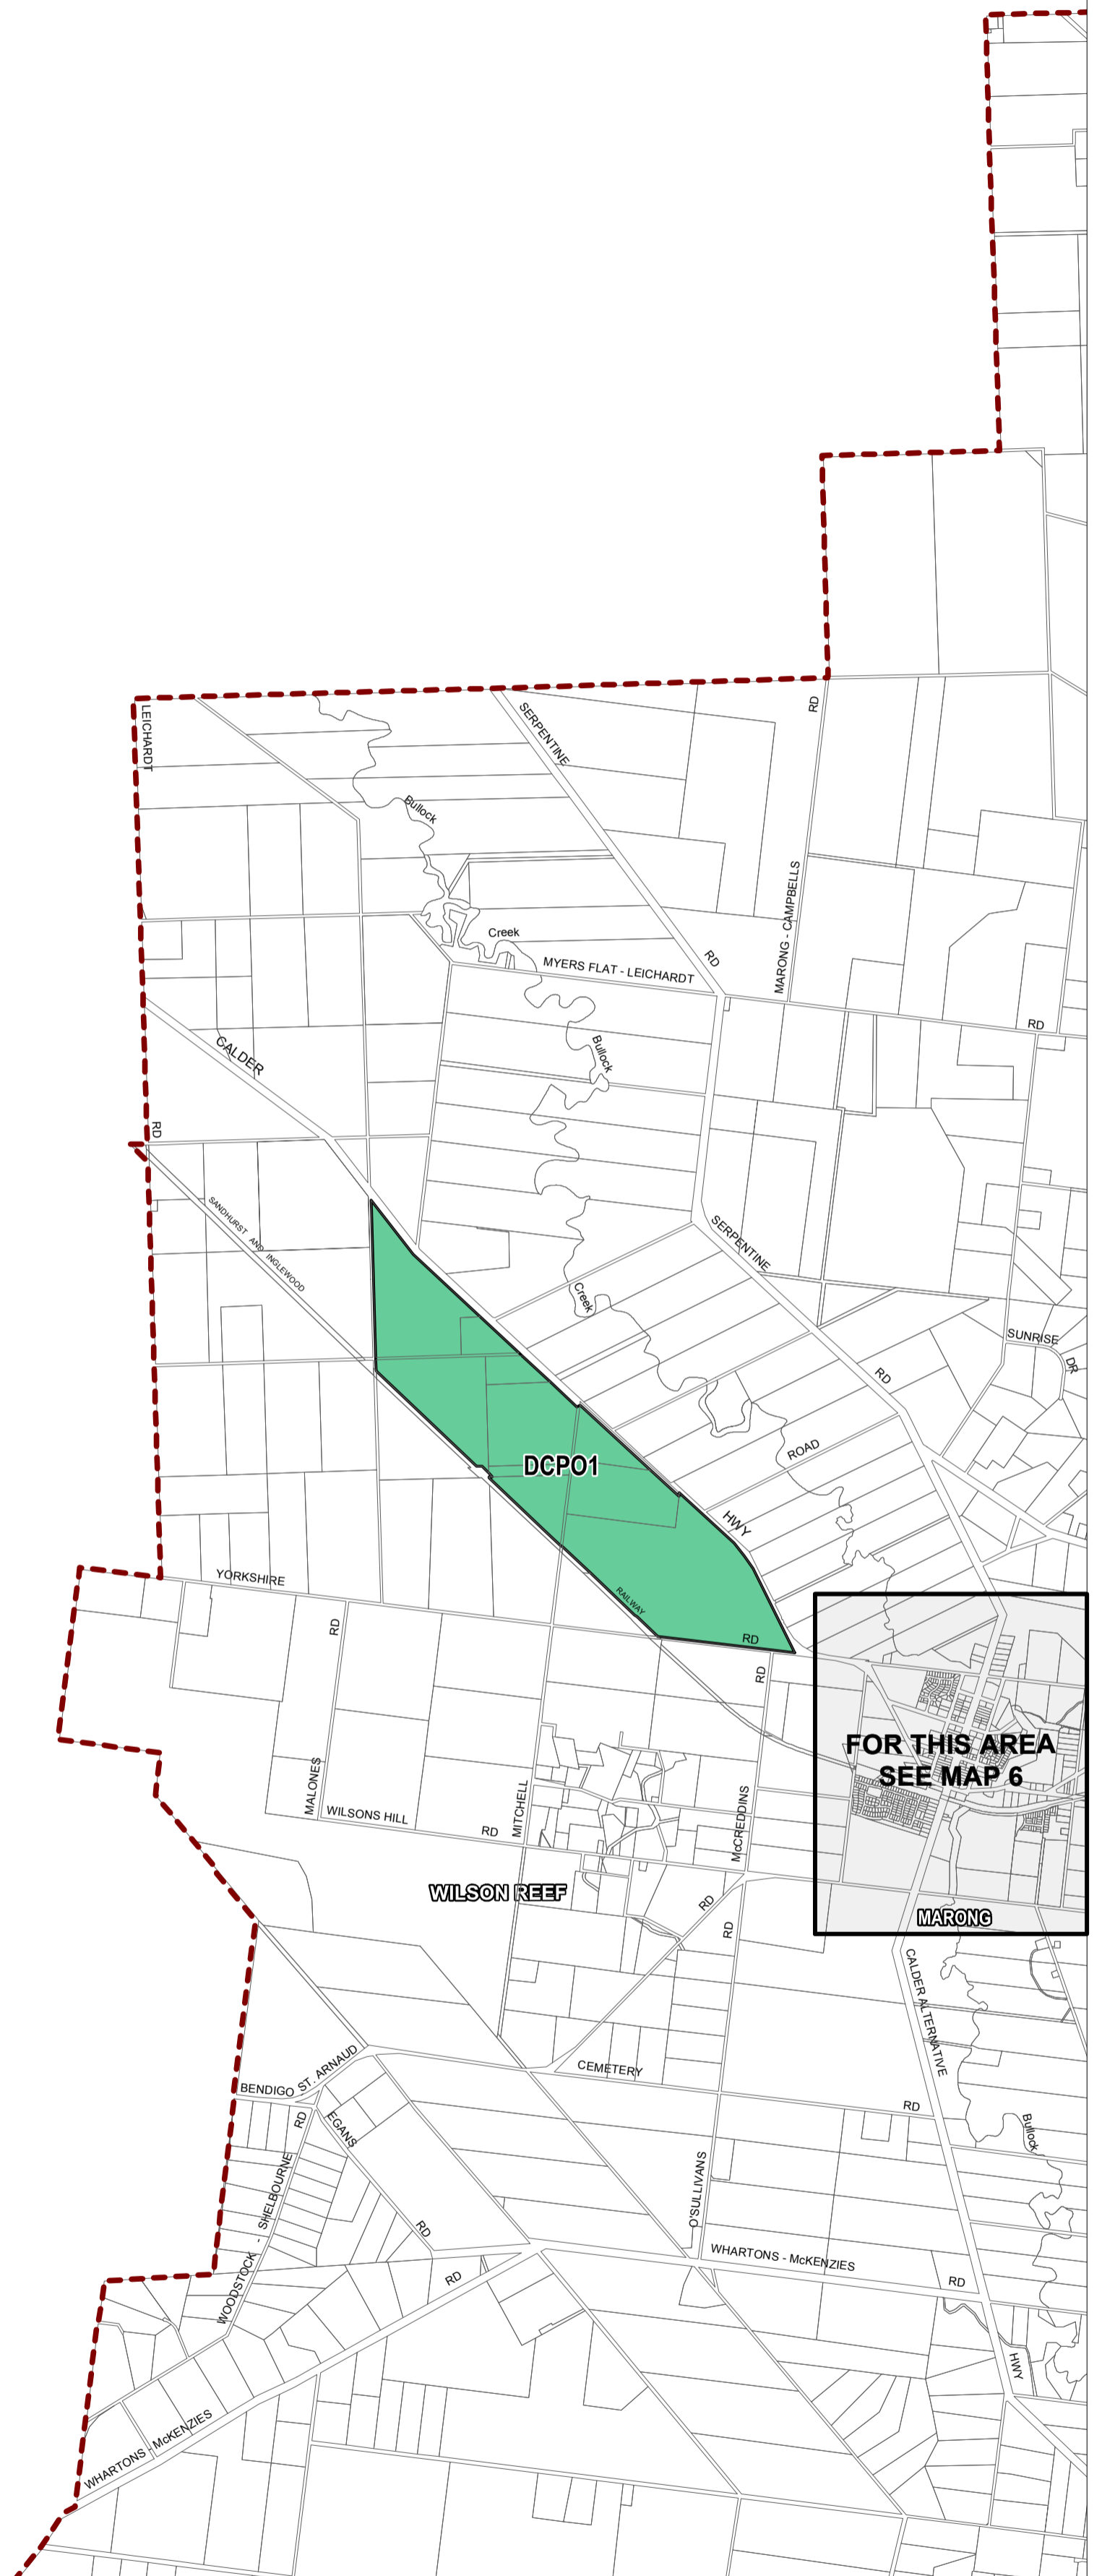 LEICHARDT
SERPENTINE
RD
Bullock
MARONG - CAMPBELLS
Creek
MYERS FLAT - LEICHARDT
RD
RD
CALDER
Bullock
RD
SANDHURST AND INGLEWOOD
SERPENTINE
Creek
SUNRISE
DR
RD
ROAD
DCPO1
HWY
YORKSHIRE
RAILWAY
RD
RD
RD
FOR THIS AREA
SEE MAP 6
MALONES
WILSONS HILL
RD
MITCHELL
McCREDDINS
WILSON REEF
RD
RD
MARONG
CALDER ALTERNATIVE
BENDIGO - ST. ARNAUD
CEMETERY
RD
EGANS
RD
Bullock
WOODSTOCK - SHELBOURNE
O'SULLIVANS
RD
WHARTONS - McKENZIES
RD
RD
HWY
WHARTONS - McKENZIES